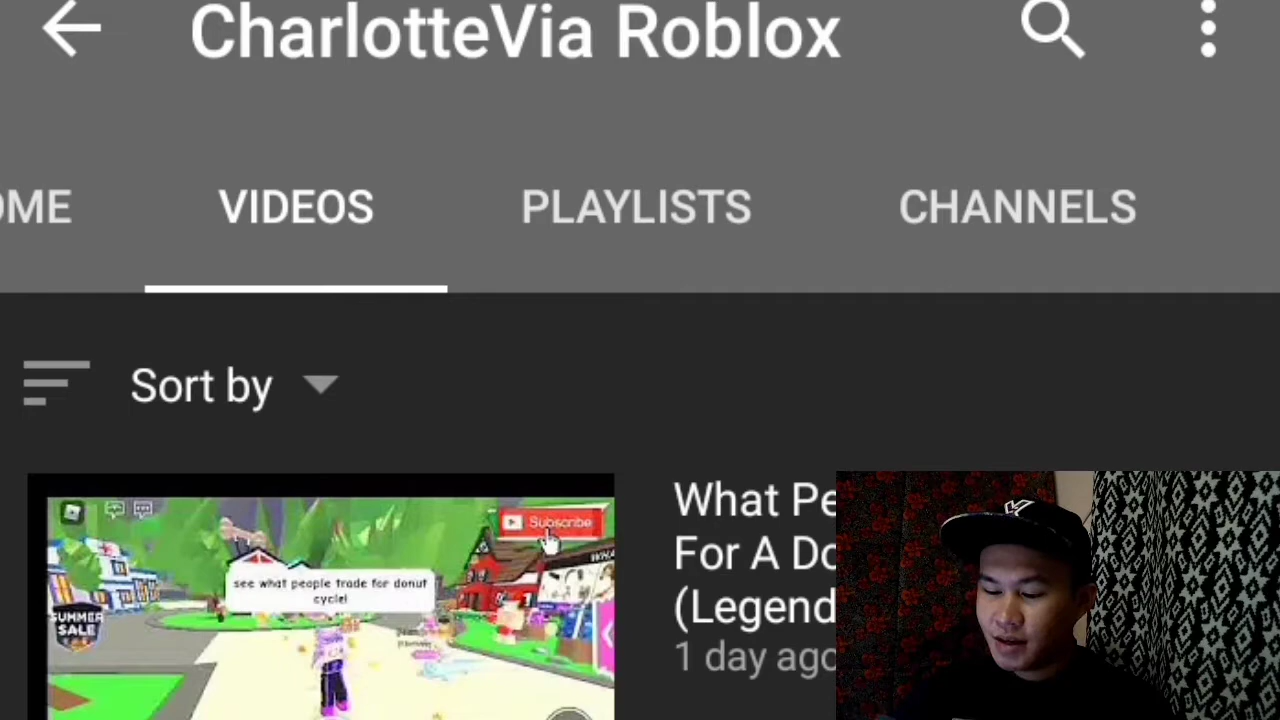 CharlotteVia Roblox
OME
VIDEOS
PLAYLISTS
CHANNELS
Sort by
What Pe
For A Do
(Legend
1 day ago
Subscribe
see what people trade for donut
cycle!
SUMMER
SALE